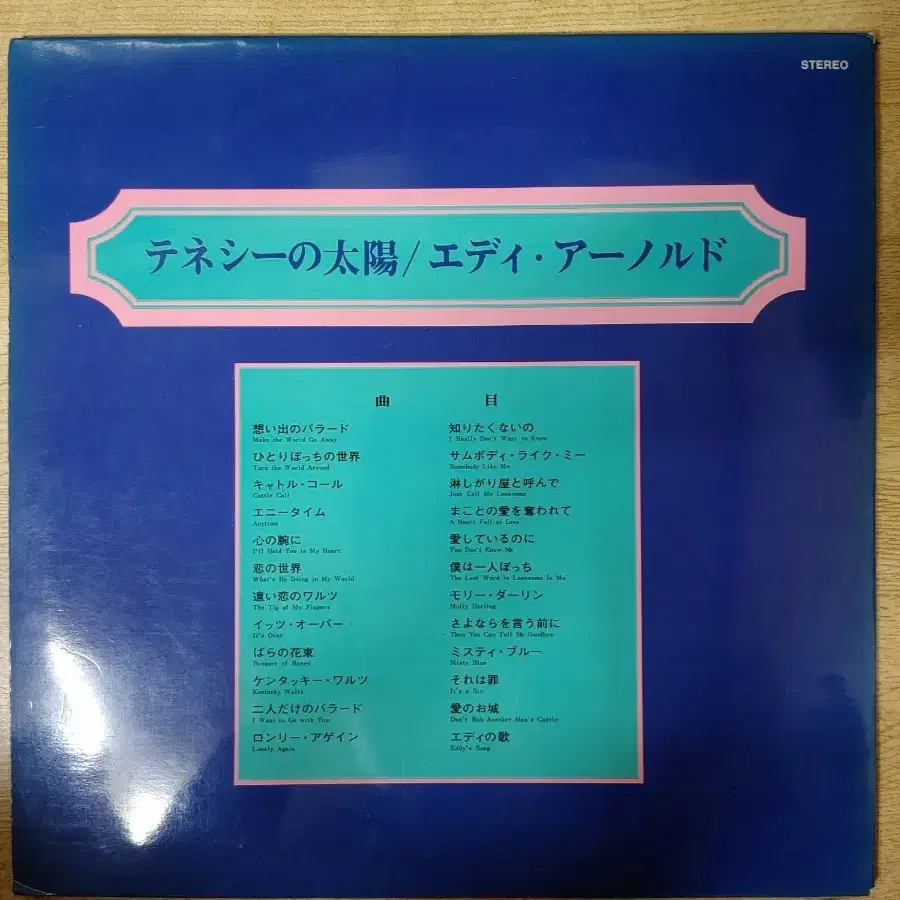 STEREO
テネシーの太陽/エディ・アーノルド
曲目
想い出のバラード
Make the World Go Away
ひとりぼっちの世界
Turn the World Around
キャトル・コール
Cattle Call
エニータイム
Anytime
心の腕に
I'll Hold You in My Heart
恋の世界
What's He Doing in My World
遠い恋のワルツ
The Tip of My Fingers
イッツ・オーバー
It's Over
ばらの花束
Bouquet of Roses
ケンタッキー・ワルツ
Kentucky Waltz
二人だけのバラード
I Want to Go with You
ロンリー・アゲイン
Lonely Again
知りたくないの
I Really Don't Want to Know
サムボディ・ライク・ミー
Somebody Like Me
淋しがり屋と呼んで
Just Call Me Lonesome
まことの愛を奪われて
A Heart Full of Love
愛しているのに
You Don't Know Me
僕は一人ぼっち
The Last Word in Lonesome Is Me
モリー・ダーリン
Molly Darling
さよならを言う前に
Then You Can Tell Me Goodbye
ミスティ・ブルー
Misty Blue
それは罪
It's a Sin
愛のお城
Don't Rob Another Man's Castle
エディの歌
Eddy's Song